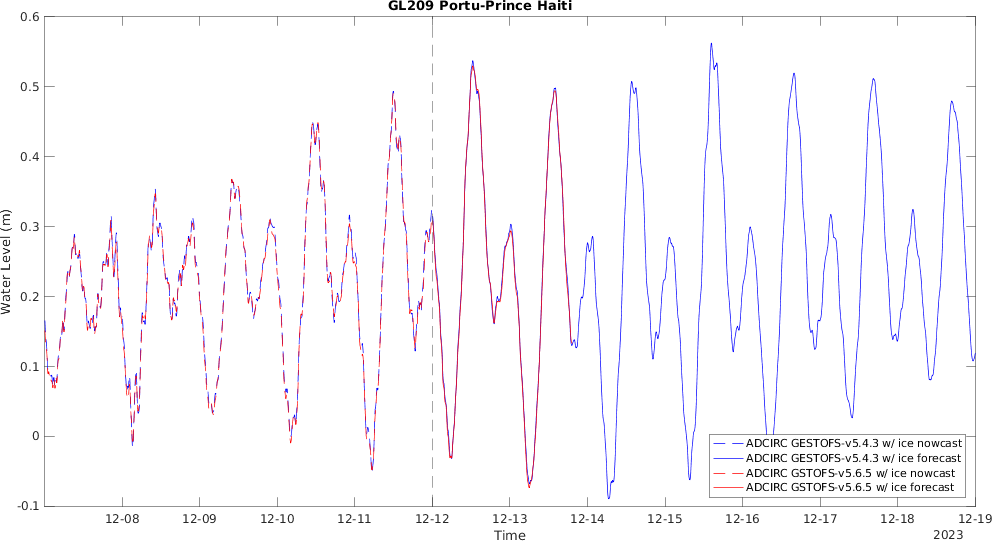 GL209 Portu-Prince Haiti
0.6
0.5
0.4
0.3
0.2
0.1
0
-0.1
Water Level (m)
ADCIRC GESTOFS-v5.4.3 w/ ice nowcast
ADCIRC GESTOFS-v5.4.3 w/ ice forecast
ADCIRC GSTOFS-v5.6.5 w/ ice nowcast
ADCIRC GSTOFS-v5.6.5 w/ ice forecast
12-08 12-09 12-10 12-11 12-12 12-13 12-14 12-15 12-16 12-17 12-18 12-19
Time
2023